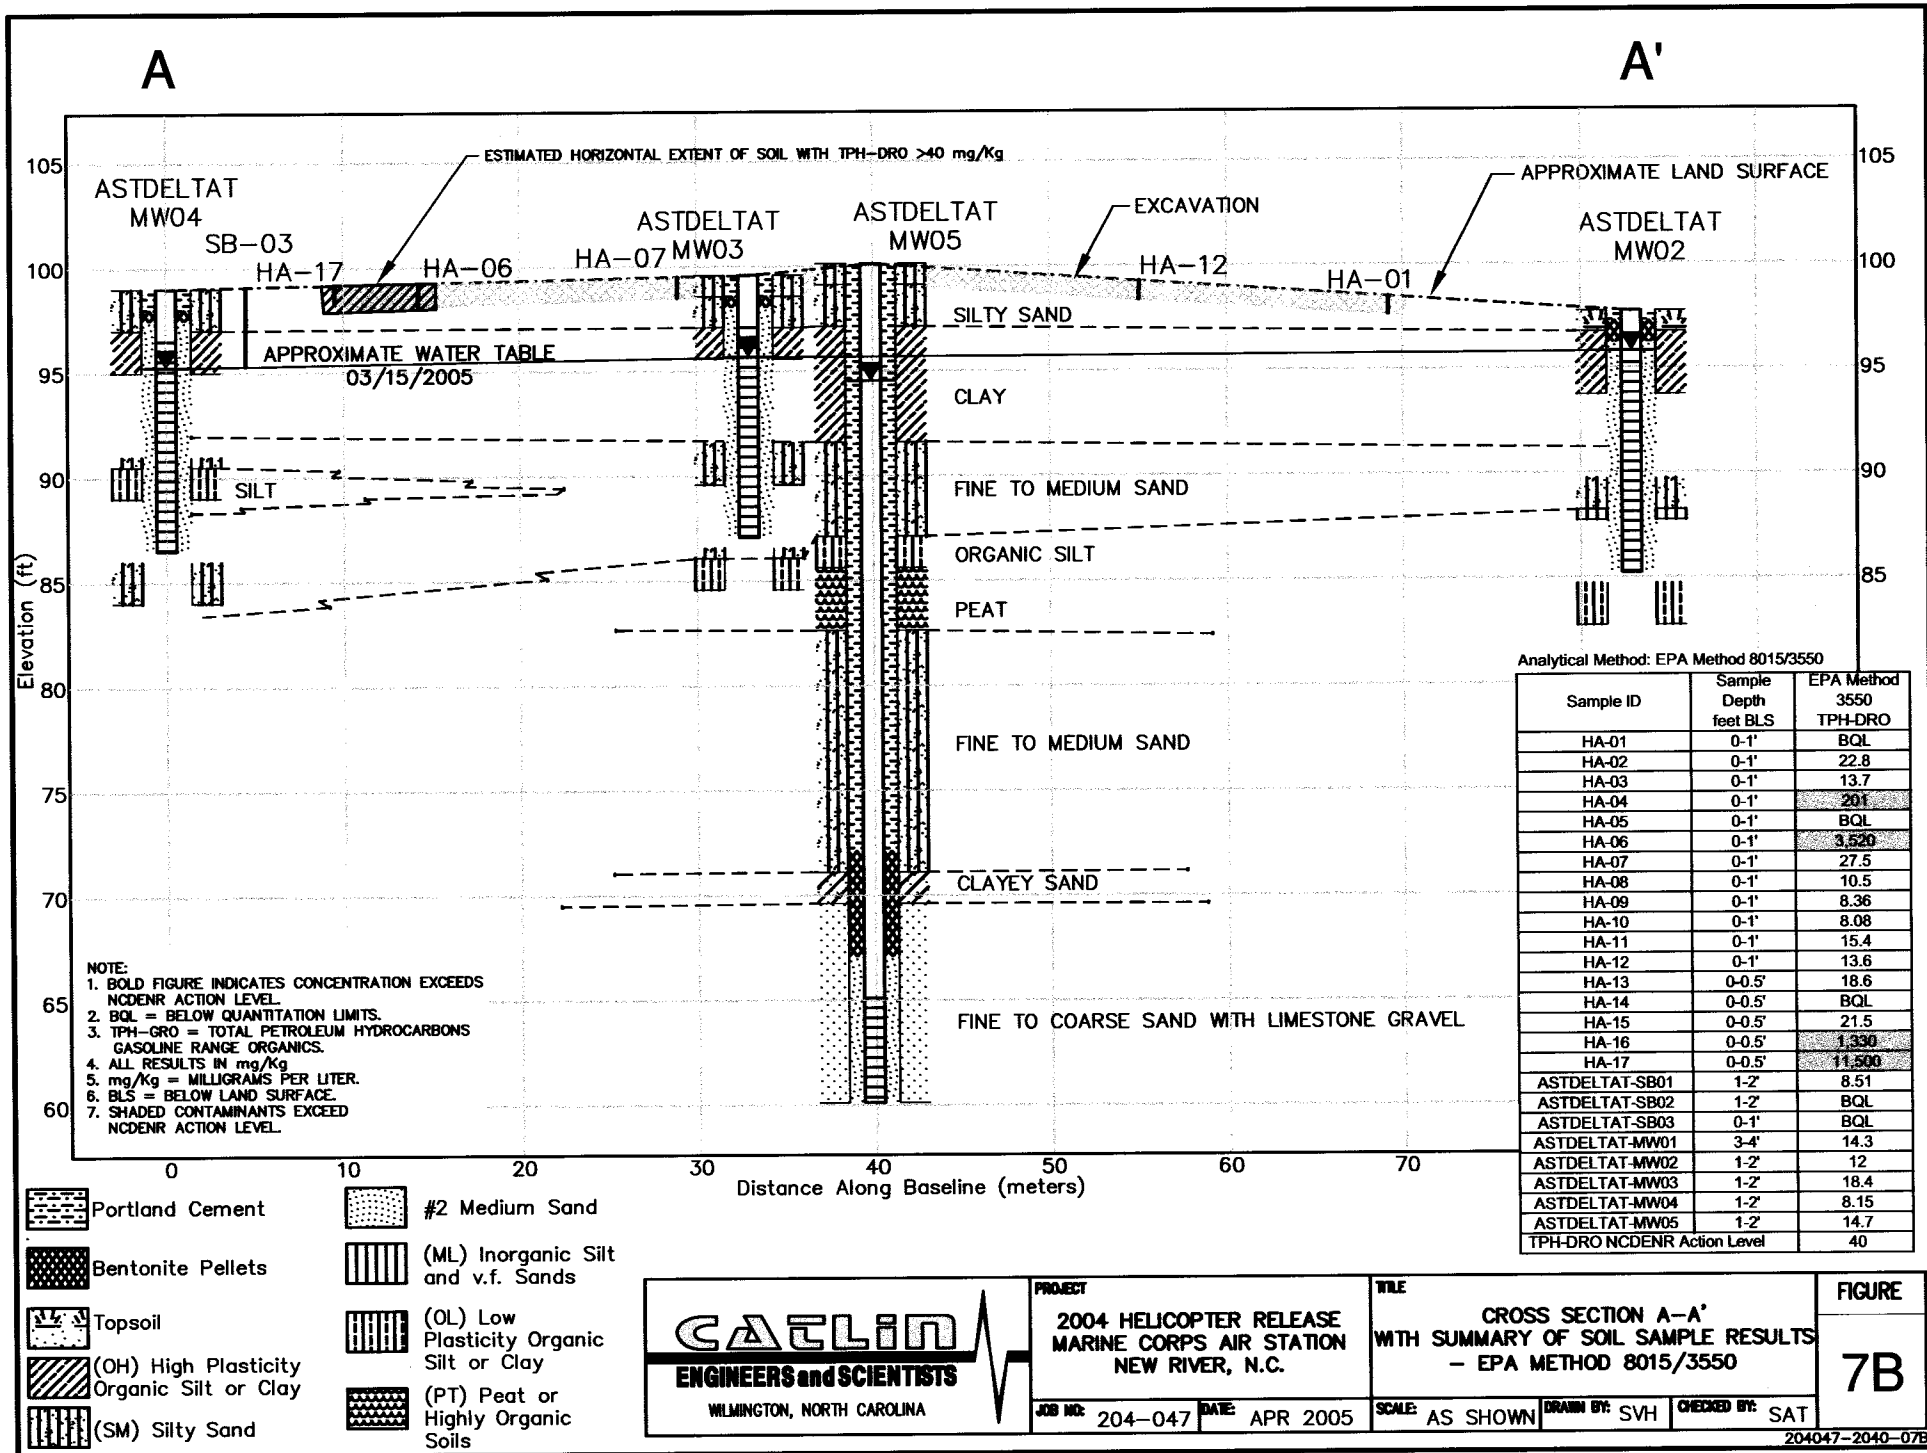 A
A'
ESTIMATED HORIZONTAL EXTENT OF SOIL WITH TPH-DRO >40 mg/Kg
APPROXIMATE LAND SURFACE
EXCAVATION
ASTDELTAT
MW04
SB-03
HA-17
HA-06
HA-07
ASTDELTAT
MW03
ASTDELTAT
MW05
HA-12
HA-01
ASTDELTAT
MW02
105
100
95
90
85
80
75
70
65
60
105
100
95
90
85
Elevation (ft)
APPROXIMATE WATER TABLE
03/15/2005
SILTY SAND
CLAY
SILT
FINE TO MEDIUM SAND
ORGANIC SILT
PEAT
FINE TO MEDIUM SAND
CLAYEY SAND
FINE TO COARSE SAND WITH LIMESTONE GRAVEL
NOTE:
1. BOLD FIGURE INDICATES CONCENTRATION EXCEEDS
NCDENR ACTION LEVEL.
2. BQL = BELOW QUANTITATION LIMITS.
3. TPH-GRO = TOTAL PETROLEUM HYDROCARBONS
GASOLINE RANGE ORGANICS.
4. ALL RESULTS IN mg/Kg
5. mg/Kg = MILLIGRAMS PER LITER.
6. BLS = BELOW LAND SURFACE.
7. SHADED CONTAMINANTS EXCEED
NCDENR ACTION LEVEL.
0 10 20 30 40 50 60 70
Distance Along Baseline (meters)
Analytical Method: EPA Method 8015/3550
Sample ID Sample Depth feet BLS EPA Method 3550 TPH-DRO
HA-01 0-1' BQL
HA-02 0-1' 22.8
HA-03 0-1' 13.7
HA-04 0-1' 201
HA-05 0-1' BQL
HA-06 0-1' 3,520
HA-07 0-1' 27.5
HA-08 0-1' 10.5
HA-09 0-1' 8.36
HA-10 0-1' 8.08
HA-11 0-1' 15.4
HA-12 0-1' 13.6
HA-13 0-0.5' 18.6
HA-14 0-0.5' BQL
HA-15 0-0.5' 21.5
HA-16 0-0.5' 1,330
HA-17 0-0.5' 11,500
ASTDELTAT-SB01 1-2' 8.51
ASTDELTAT-SB02 1-2' BQL
ASTDELTAT-SB03 0-1' BQL
ASTDELTAT-MW01 3-4' 14.3
ASTDELTAT-MW02 1-2' 12
ASTDELTAT-MW03 1-2' 18.4
ASTDELTAT-MW04 1-2' 8.15
ASTDELTAT-MW05 1-2' 14.7
TPH-DRO NCDENR Action Level 40
Portland Cement
Bentonite Pellets
Topsoil
(OH) High Plasticity
Organic Silt or Clay
(SM) Silty Sand
#2 Medium Sand
(ML) Inorganic Silt
and v.f. Sands
(OL) Low
Plasticity Organic
Silt or Clay
(PT) Peat or
Highly Organic
Soils
CATLIN
ENGINEERS and SCIENTISTS
WILMINGTON, NORTH CAROLINA
PROJECT
2004 HELICOPTER RELEASE
MARINE CORPS AIR STATION
NEW RIVER, N.C.
JOB NO: 204-047
DATE: APR 2005
TITLE
CROSS SECTION A-A'
WITH SUMMARY OF SOIL SAMPLE RESULTS
- EPA METHOD 8015/3550
SCALE: AS SHOWN
DRAWN BY: SVH
CHECKED BY: SAT
FIGURE
7B
204047-2040-07B